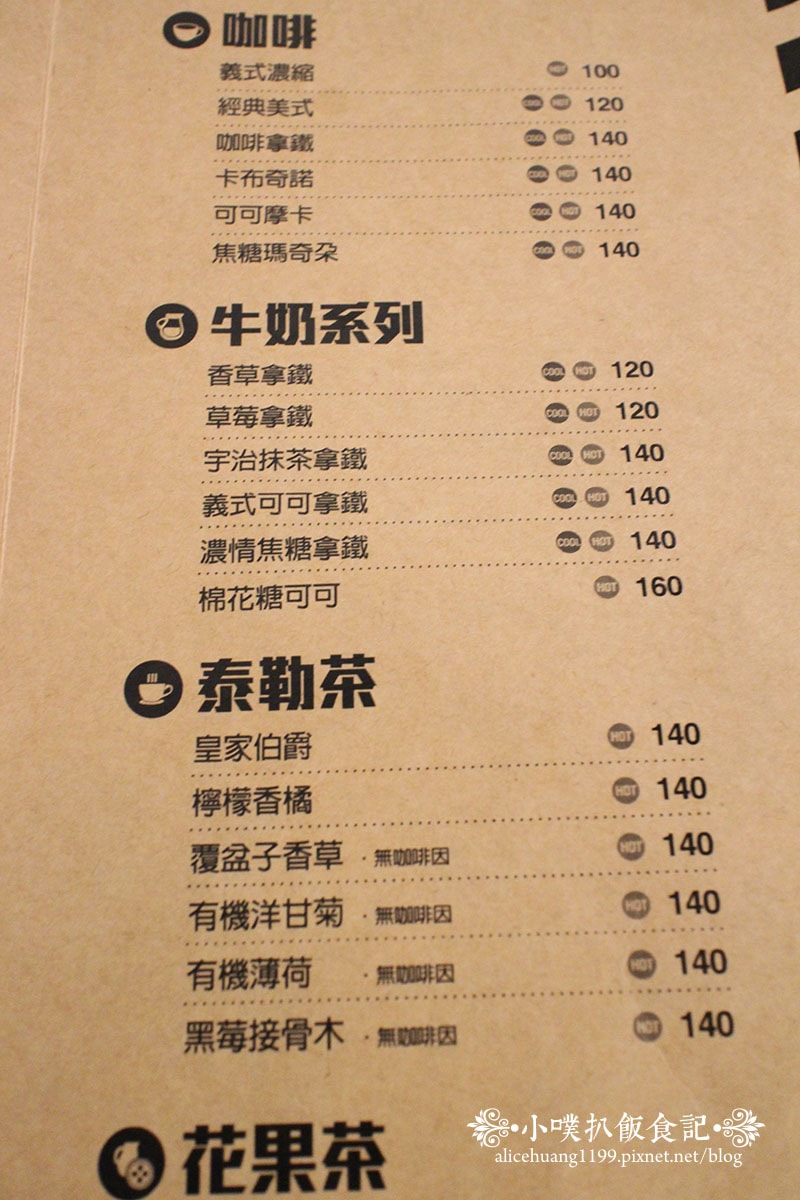 咖啡
義式濃縮 HOT 100
經典美式 COOL HOT 120
咖啡拿鐵 COOL HOT 140
卡布奇諾 COOL HOT 140
可可摩卡 COOL HOT 140
焦糖瑪奇朵 COOL HOT 140
牛奶系列
香草拿鐵 COOL HOT 120
草莓拿鐵 COOL HOT 120
宇治抹茶拿鐵 COOL HOT 140
義式可可拿鐵 COOL HOT 140
濃情焦糖拿鐵 COOL HOT 140
棉花糖可可 HOT 160
泰勒茶
皇家伯爵 HOT 140
檸檬香橘 HOT 140
覆盆子香草 ·無咖啡因 HOT 140
有機洋甘菊 ·無咖啡因 HOT 140
有機薄荷 ·無咖啡因 HOT 140
黑莓接骨木 ·無咖啡因 HOT 140
花果茶
•小噗扒飯食記•
alicehuang1199.pixnet.net/blog